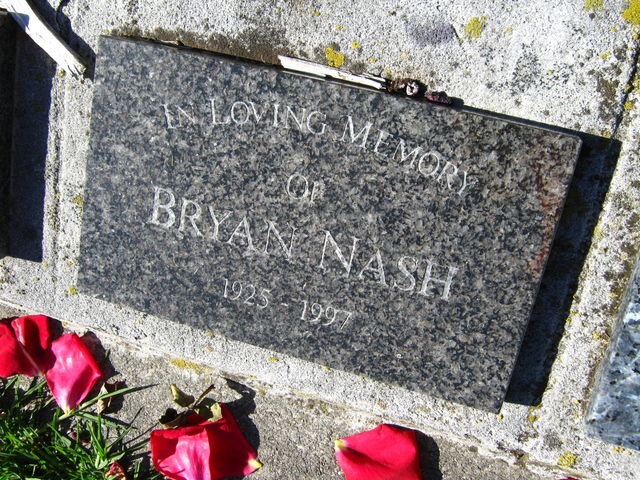 In Loving Memory
Of
Bryan Nash
1925 - 1997